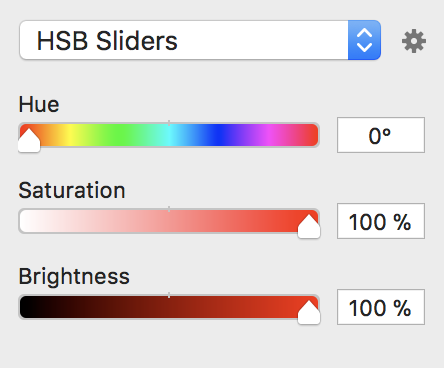 HSB Sliders
Hue
0°
Saturation
100 %
Brightness
100 %